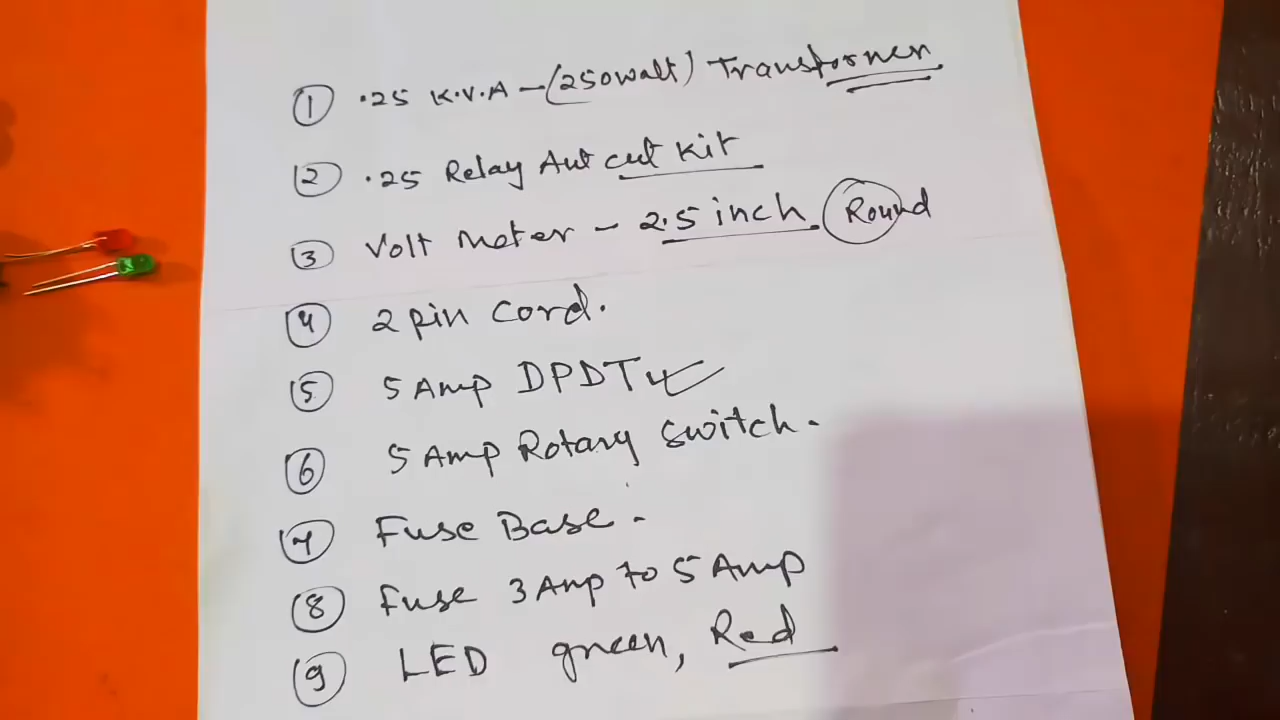 ① .25 K.V.A – (250walt) Transformer
② .25 Relay Aut cut Kit
③ Volt Meter – 2.5 inch (Round
④ 2 pin Cord.
⑤ 5 Amp DPDT
⑥ 5 Amp Rotary Switch.
⑦ Fuse Base.
⑧ Fuse 3 Amp to 5 Amp
⑨ LED green, Red